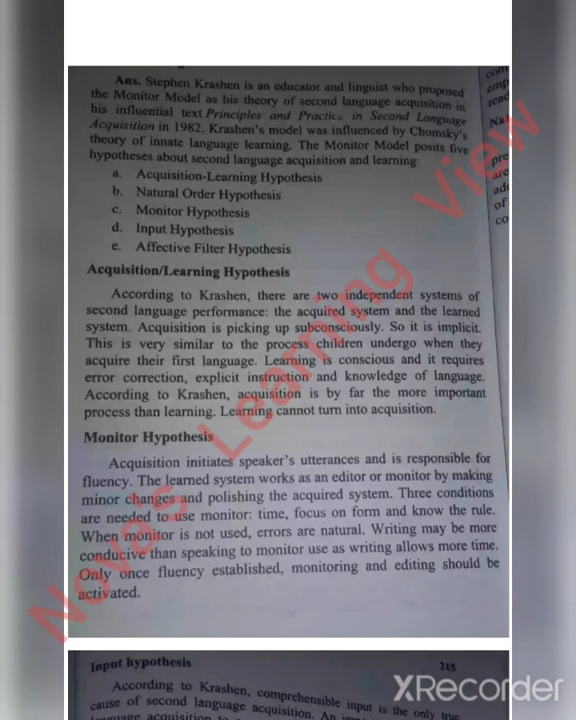 Ans. Stephen Krashen is an educator and linguist who proposed
the Monitor Model as his theory of second language acquisition in
his influential text Principles and Practice in Second Language
Acquisition in 1982. Krashen's model was influenced by Chomsky's
theory of innate language learning. The Monitor Model posits five
hypotheses about second language acquisition and learning:
a. Acquisition-Learning Hypothesis
b. Natural Order Hypothesis
c. Monitor Hypothesis
d. Input Hypothesis
e. Affective Filter Hypothesis
Acquisition/Learning Hypothesis
According to Krashen, there are two independent systems of
second language performance: the acquired system and the learned
system. Acquisition is picking up subconsciously. So it is implicit.
This is very similar to the process children undergo when they
acquire their first language. Learning is conscious and it requires
error correction, explicit instruction and knowledge of language.
According to Krashen, acquisition is by far the more important
process than learning. Learning cannot turn into acquisition.
Monitor Hypothesis
Acquisition initiates speaker's utterances and is responsible for
fluency. The learned system works as an editor or monitor by making
minor changes and polishing the acquired system. Three conditions
are needed to use monitor: time, focus on form and know the rule.
When monitor is not used, errors are natural. Writing may be more
conducive than speaking to monitor use as writing allows more time.
Only once fluency established, monitoring and editing should be
activated.
Nova's Learning View
Input hypothesis
215
According to Krashen, comprehensible input is the only true
cause of second language acquisition. An
language acquisition
XRecorder